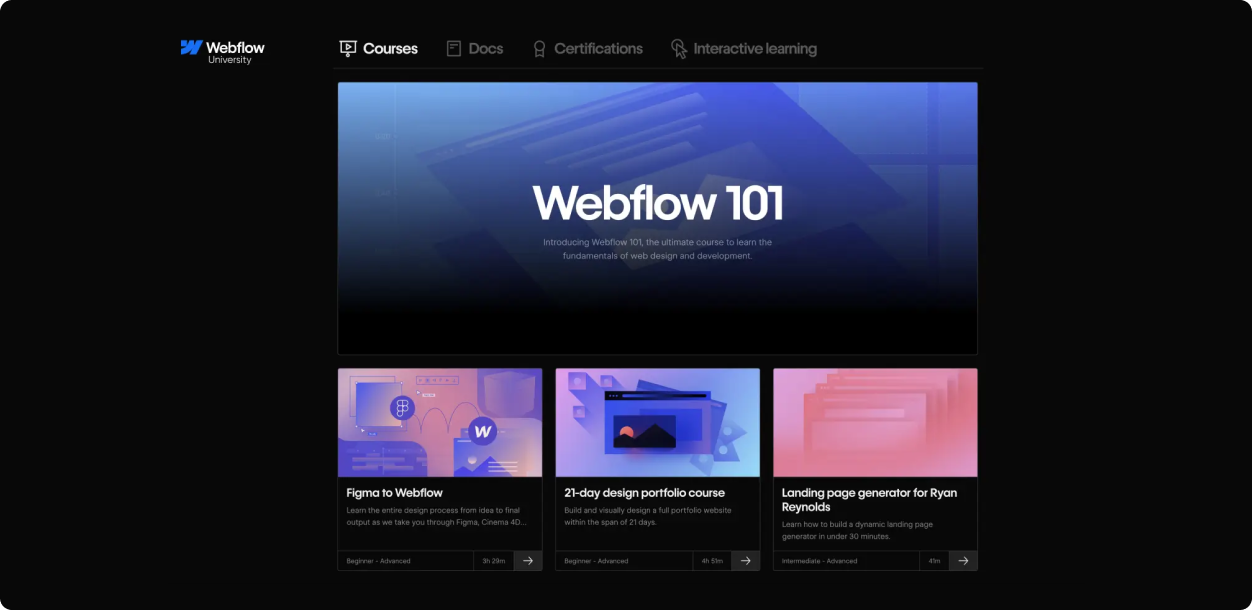 Webflow
University
Courses
Docs
Certifications
Interactive learning
Webflow 101
Introducing Webflow 101, the ultimate course to learn the
fundamentals of web design and development.
Figma to Webflow
Learn the entire design process from idea to final
output as we take you through Figma, Cinema 4D...
Beginner - Advanced
3h 29m
21-day design portfolio course
Build and visually design a full portfolio website
within the span of 21 days.
Beginner - Advanced
4h 51m
Landing page generator for Ryan
Reynolds
Learn how to build a dynamic landing page
generator in under 30 minutes.
Intermediate - Advanced
41m